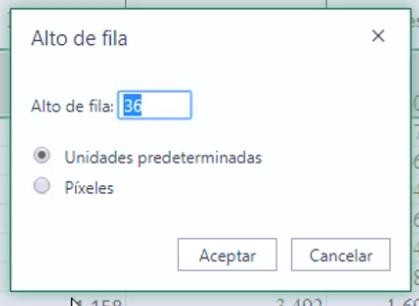 Alto de fila
Alto de fila: 36
Unidades predeterminadas
Píxeles
Aceptar Cancelar